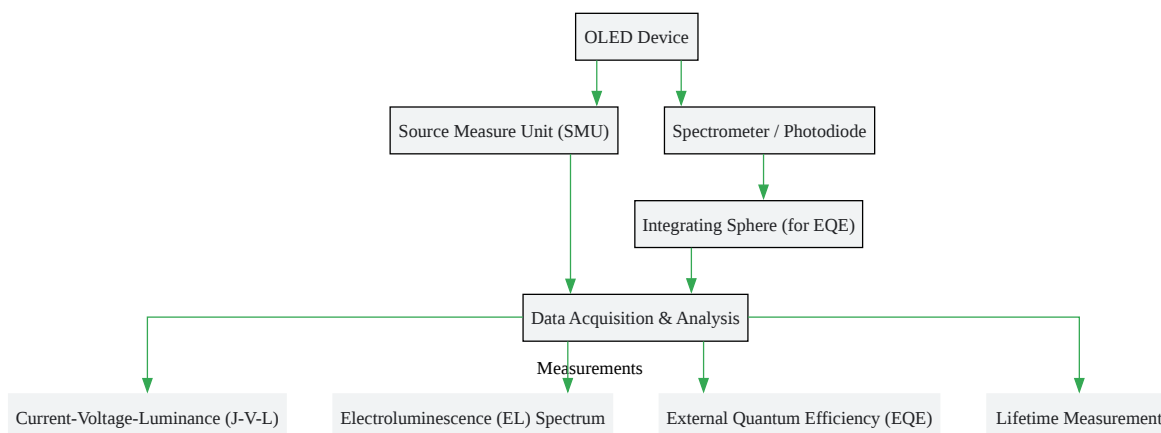 OLED Device
Source Measure Unit (SMU)
Spectrometer / Photodiode
Integrating Sphere (for EQE)
Data Acquisition & Analysis
Measurements
Current-Voltage-Luminance (J-V-L)
Electroluminescence (EL) Spectrum
External Quantum Efficiency (EQE)
Lifetime Measurement